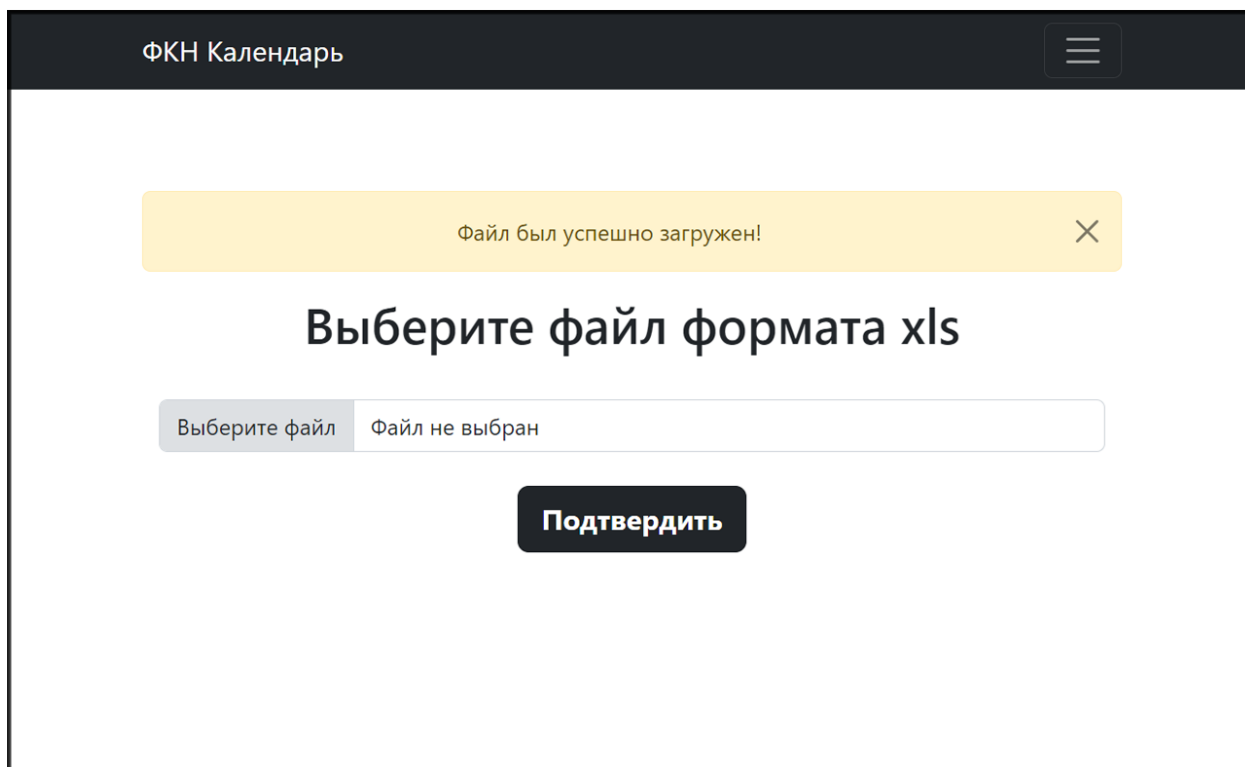 ФКН Календарь
Файл был успешно загружен!
Выберите файл формата xls
Выберите файл Файл не выбран
Подтвердить